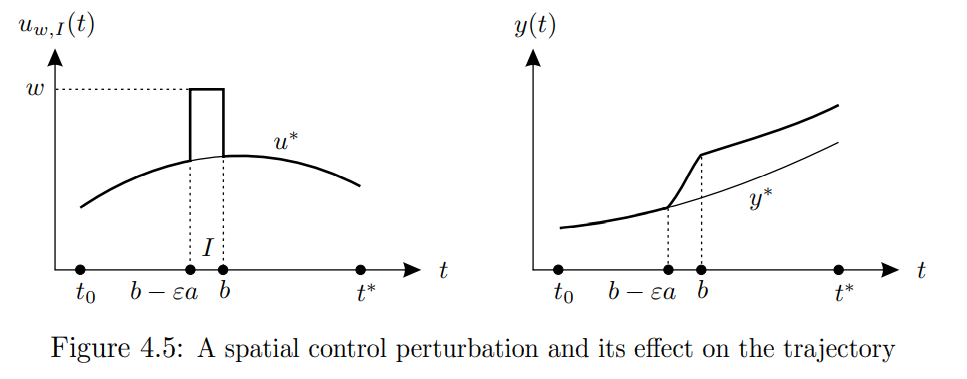 u_{w,I}(t)
w
u*
I
t
t_0
b − εa
b
t*
y(t)
y*
t
t_0
b − εa
b
t*
Figure 4.5: A spatial control perturbation and its effect on the trajectory